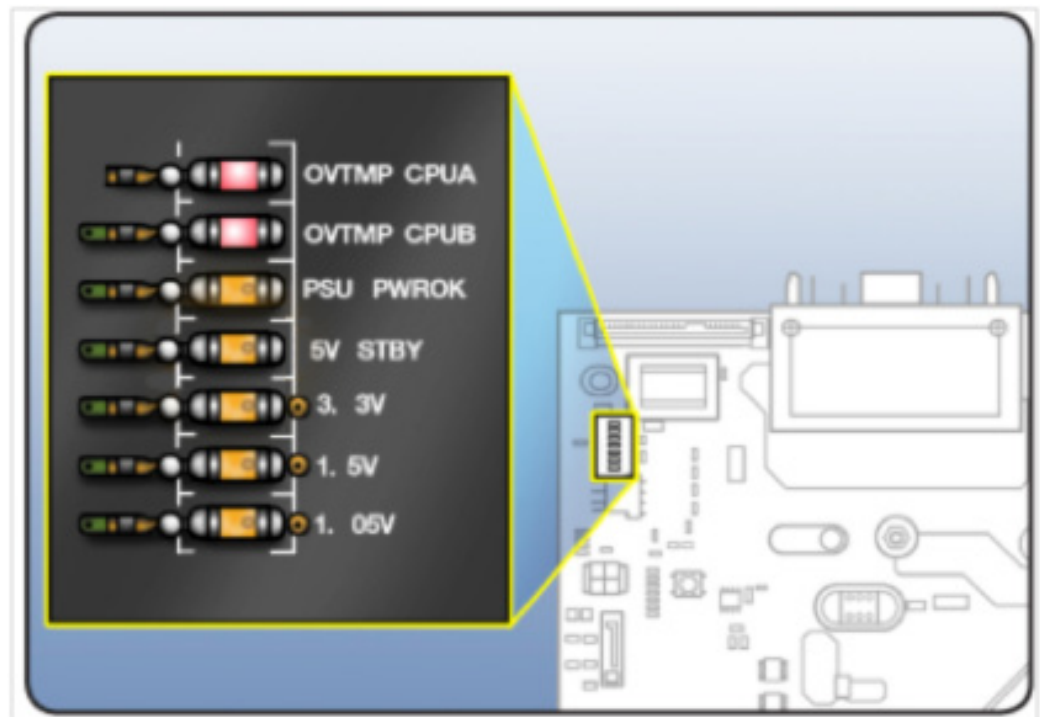 OVTMP CPUA
OVTMP CPUB
PSU PWROK
5V STBY
3. 3V
1. 5V
1. 05V